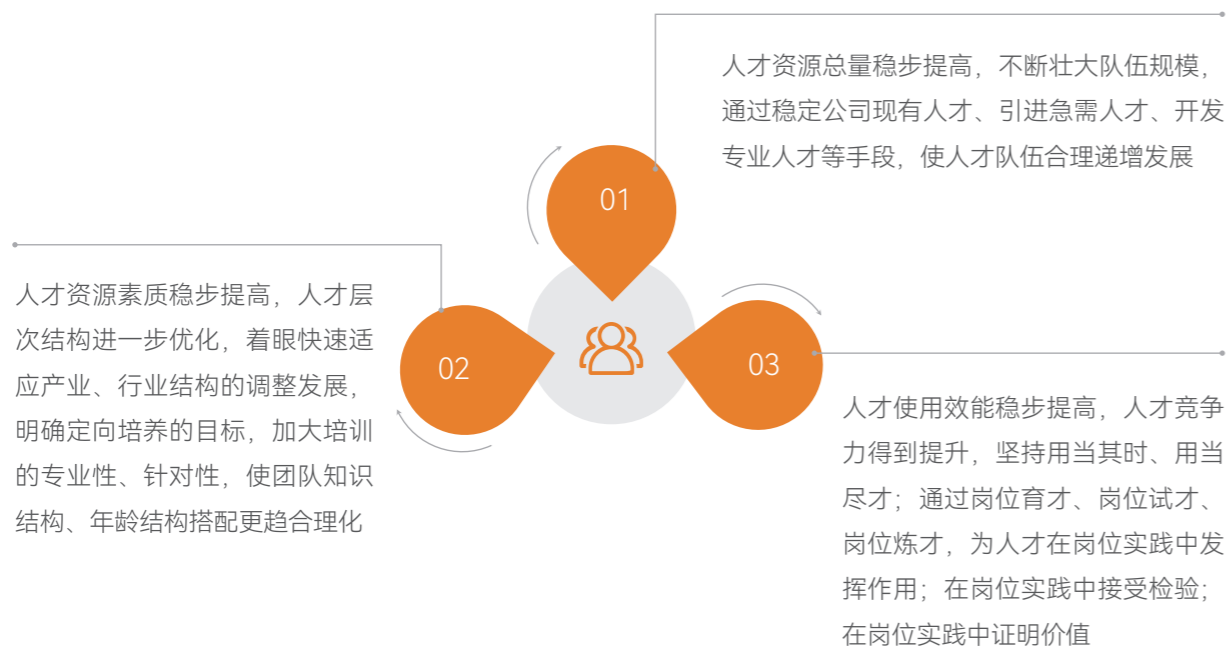 01
人才资源总量稳步提高，不断壮大队伍规模，
通过稳定公司现有人才、引进急需人才、开发
专业人才等手段，使人才队伍合理递增发展
02
人才资源素质稳步提高，人才层
次结构进一步优化，着眼快速适
应产业、行业结构的调整发展，
明确定向培养的目标，加大培训
的专业性、针对性，使团队知识
结构、年龄结构搭配更趋合理化
03
人才使用效能稳步提高，人才竞争
力得到提升，坚持用当其时、用当
尽才；通过岗位育才、岗位试才、
岗位炼才，为人才在岗位实践中发
挥作用；在岗位实践中接受检验；
在岗位实践中证明价值